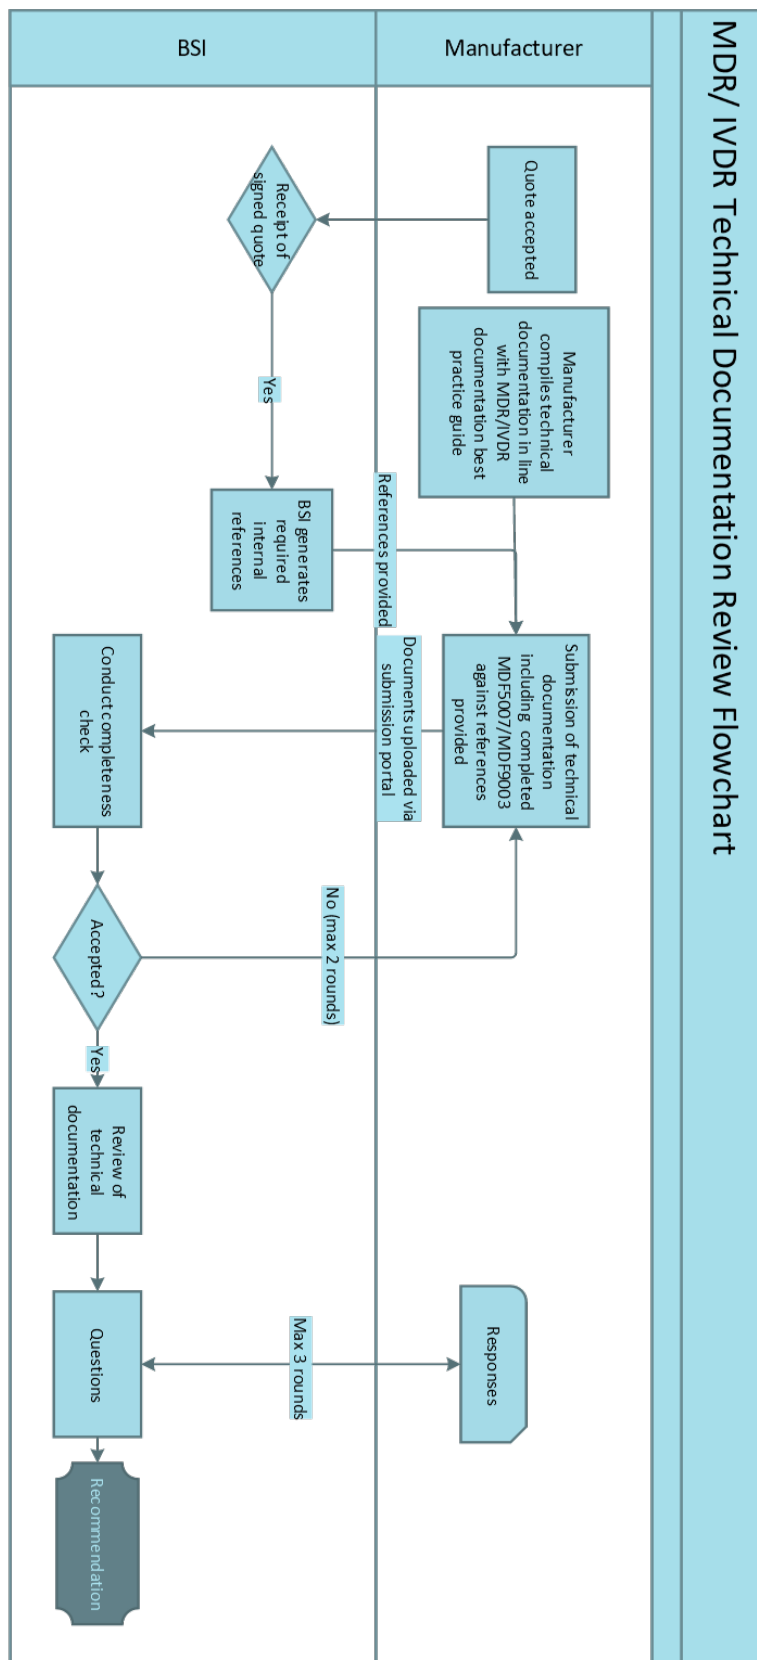 MDR/ IVDR Technical Documentation Review Flowchart
Manufacturer
BSI
Quote accepted
Receipt of
signed quote
Yes
Manufacturer
compiles technical
documentation in line
with MDR/IVDR
documentation best
practice guide
BSI generates
required
internal
references
References provided
Submission of technical
documentation
including completed
MDF5007/MDF9003
against references
provided
Documents uploaded via
submission portal
Conduct completeness
check
Accepted?
No (max 2 rounds)
Yes
Review of
technical
documentation
Questions
Max 3 rounds
Responses
Recommendation